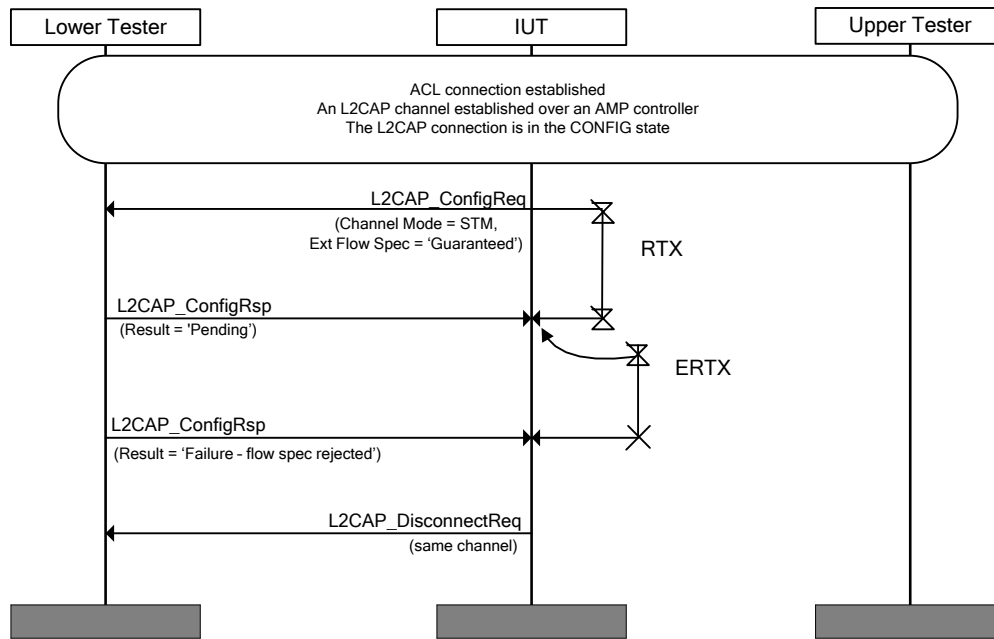 Lower Tester
IUT
Upper Tester
ACL connection established
An L2CAP channel established over an AMP controller
The L2CAP connection is in the CONFIG state
L2CAP_ConfigReq
(Channel Mode = STM,
Ext Flow Spec = ‘Guaranteed’)
RTX
L2CAP_ConfigRsp
(Result = 'Pending’)
ERTX
L2CAP_ConfigRsp
(Result = ‘Failure – flow spec rejected’)
L2CAP_DisconnectReq
(same channel)